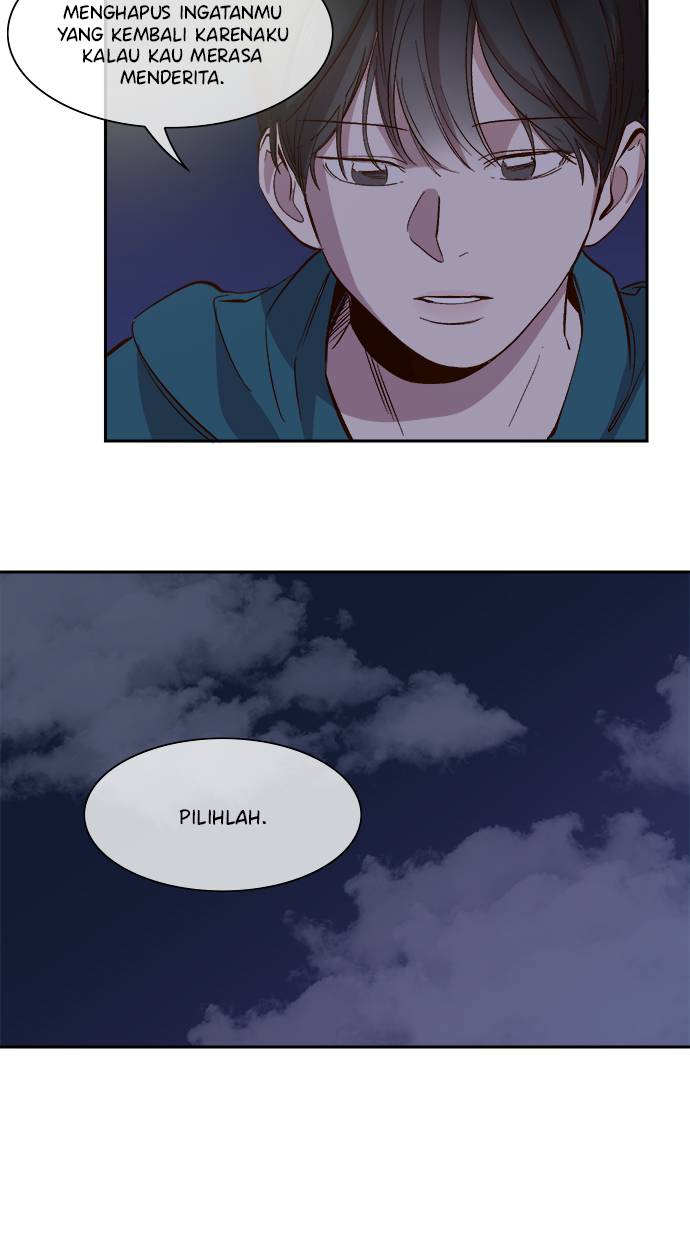 MENGHAPUS INGATANMU
YANG KEMBALI KARENAKU
KALAU KAU MERASA
MENDERITA.
PILIHLAH.